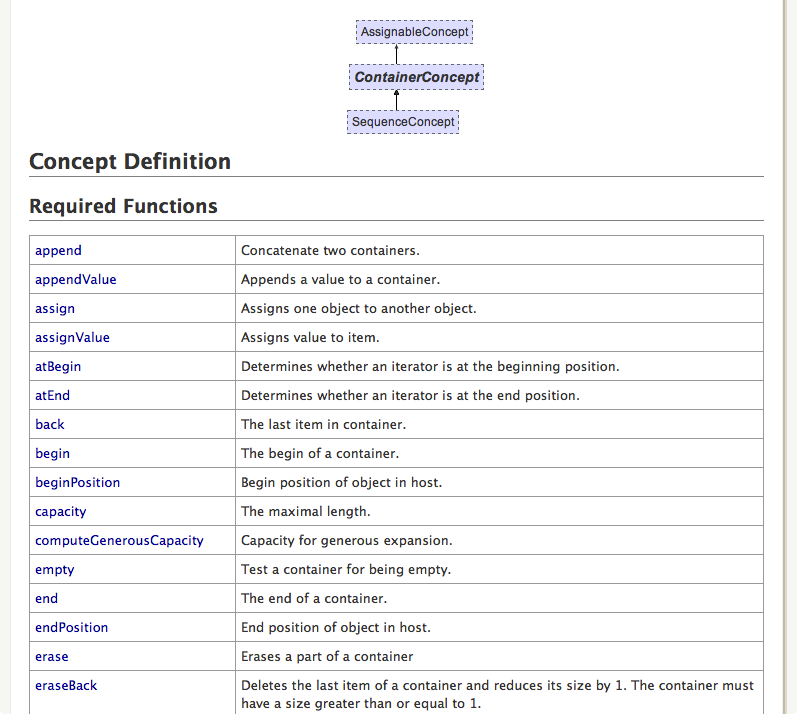 AssignableConcept
ContainerConcept
SequenceConcept
Concept Definition
Required Functions
append Concatenate two containers.
appendValue Appends a value to a container.
assign Assigns one object to another object.
assignValue Assigns value to item.
atBegin Determines whether an iterator is at the beginning position.
atEnd Determines whether an iterator is at the end position.
back The last item in container.
begin The begin of a container.
beginPosition Begin position of object in host.
capacity The maximal length.
computeGenerousCapacity Capacity for generous expansion.
empty Test a container for being empty.
end The end of a container.
endPosition End position of object in host.
erase Erases a part of a container
eraseBack Deletes the last item of a container and reduces its size by 1. The container must
have a size greater than or equal to 1.